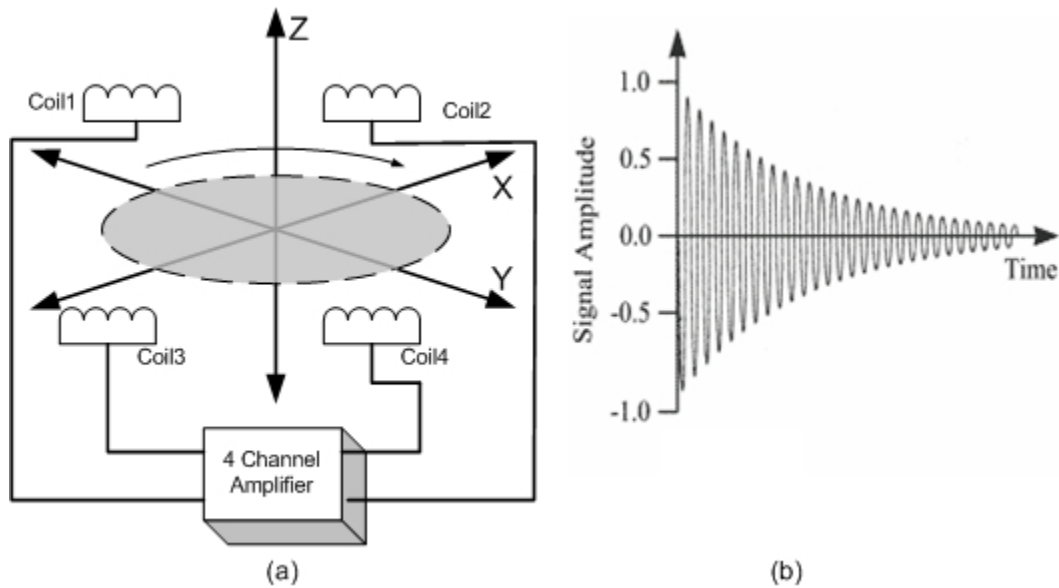 Z
Coil1
Coil2
X
Y
Coil3
Coil4
4 Channel
Amplifier
(a)
Signal Amplitude
1.0
0.5
0.0
-0.5
-1.0
Time
(b)